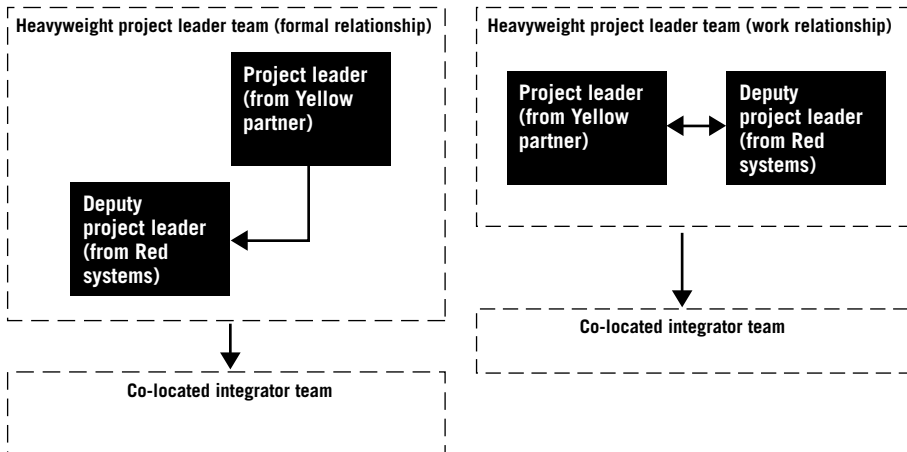 Heavyweight project leader team (formal relationship)
Project leader
(from Yellow
partner)
Deputy
project leader
(from Red
systems)
Co-located integrator team
Heavyweight project leader team (work relationship)
Project leader
(from Yellow
partner)
Deputy
project leader
(from Red
systems)
Co-located integrator team